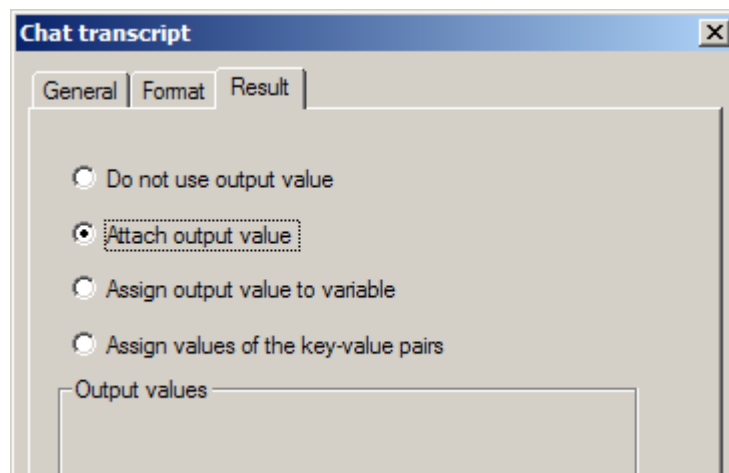 Chat transcript
General Format Result
Do not use output value
Attach output value
Assign output value to variable
Assign values of the key-value pairs
Output values